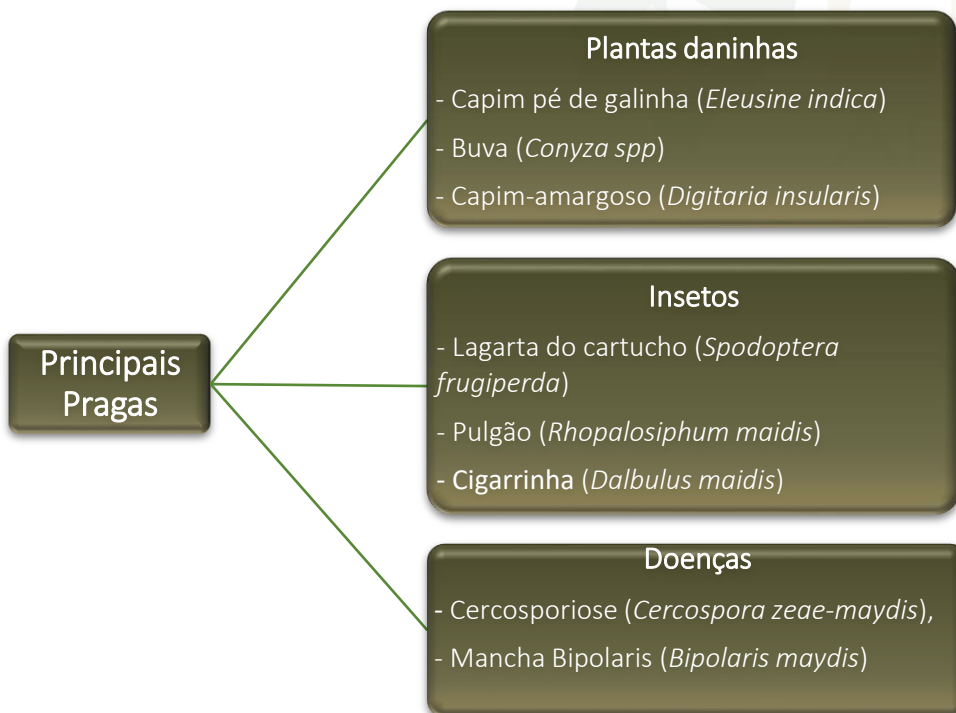 Principais
Pragas
Plantas daninhas
- Capim pé de galinha (Eleusine indica)
- Buva (Conyza spp)
- Capim-amargoso (Digitaria insularis)
Insetos
- Lagarta do cartucho (Spodoptera
frugiperda)
- Pulgão (Rhopalosiphum maidis)
- Cigarrinha (Dalbulus maidis)
Doenças
- Cercosporiose (Cercospora zeae-maydis),
- Mancha Bipolaris (Bipolaris maydis)